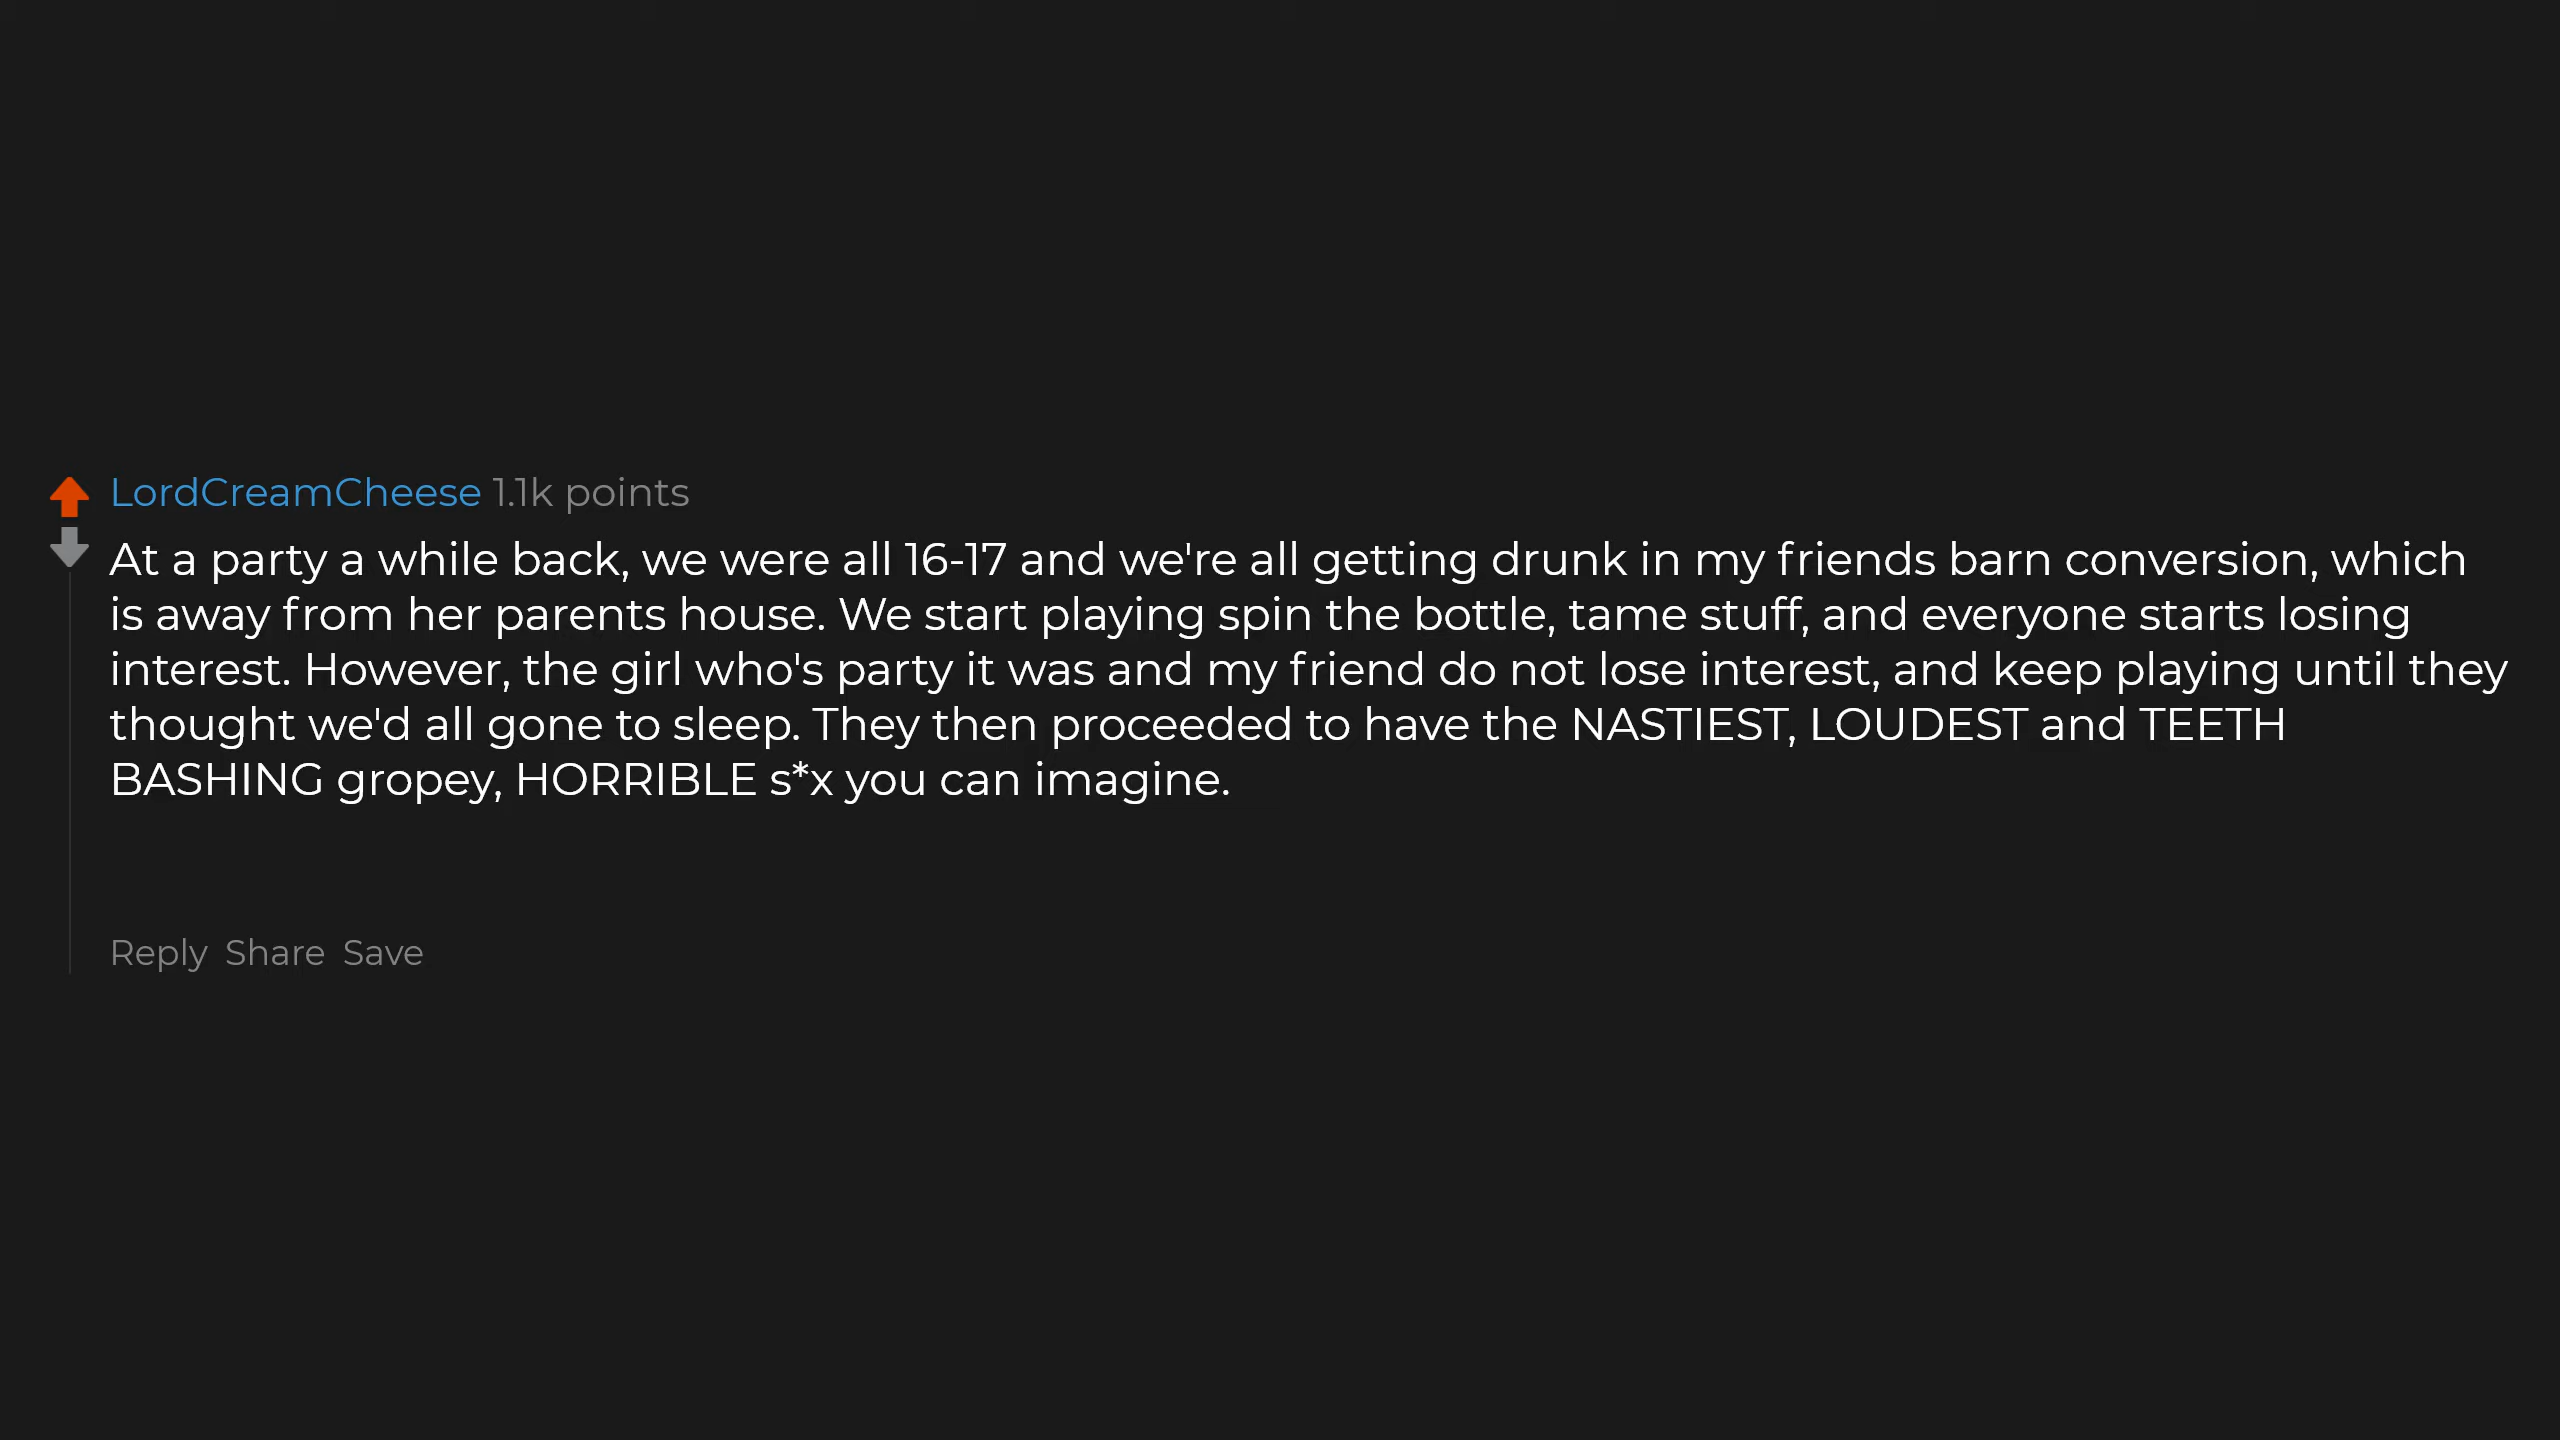 LordCreamCheese 1.1k points
At a party a while back, we were all 16-17 and we're all getting drunk in my friends barn conversion, which
is away from her parents house. We start playing spin the bottle, tame stuff, and everyone starts losing
interest. However, the girl who's party it was and my friend do not lose interest, and keep playing until they
thought we'd all gone to sleep. They then proceeded to have the NASTIEST, LOUDEST and TEETH
BASHING gropey, HORRIBLE s*x you can imagine.
Reply Share Save